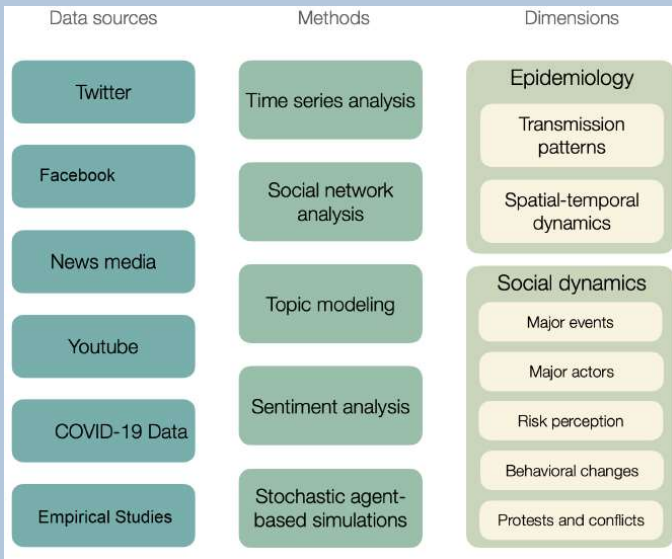 Data sources
Twitter
Facebook
News media
Youtube
COVID-19 Data
Empirical Studies
Methods
Time series analysis
Social network
analysis
Topic modeling
Sentiment analysis
Stochastic agent-
based simulations
Dimensions
Epidemiology
Transmission
patterns
Spatial-temporal
dynamics
Social dynamics
Major events
Major actors
Risk perception
Behavioral changes
Protests and conflicts